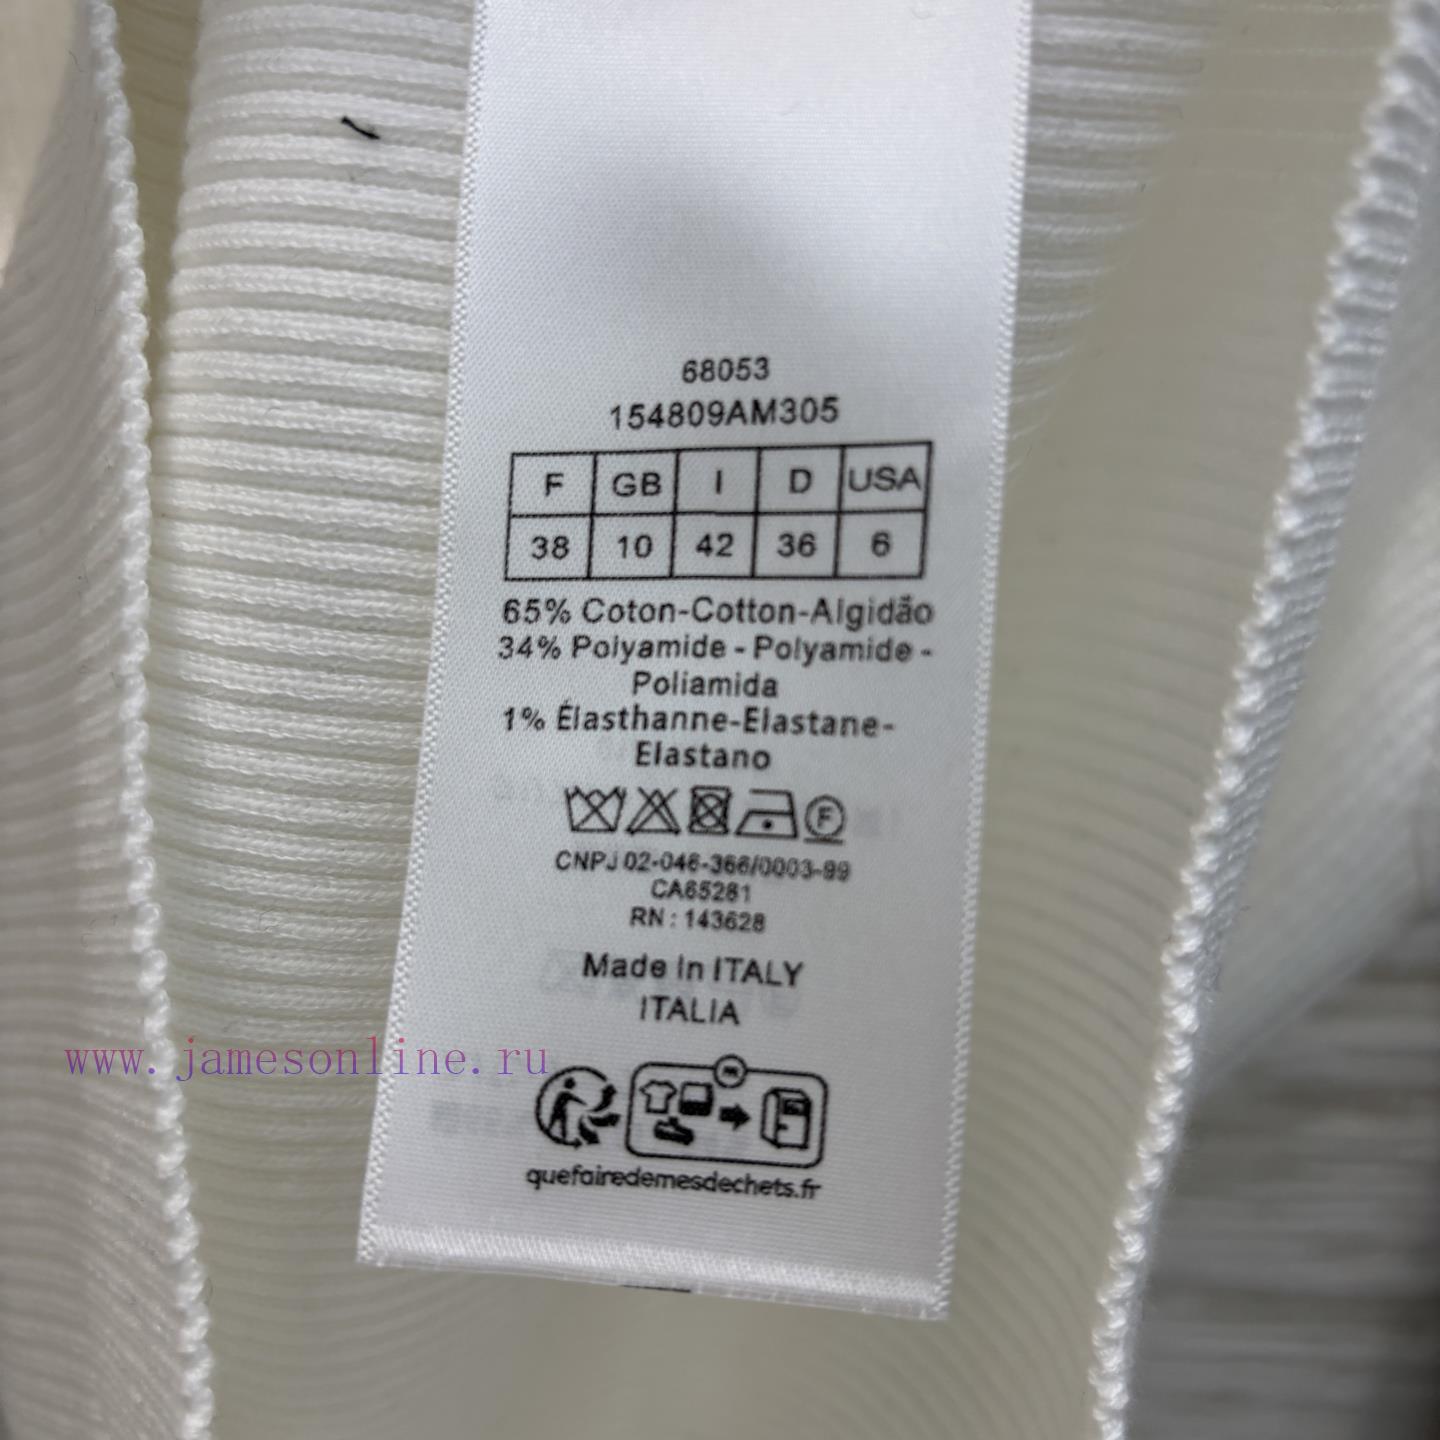 68053
154809AM305
F GB I D USA
38 10 42 36 6
65% Coton-Cotton-Algidão
34% Polyamide - Polyamide -
Poliamida
1% Élasthanne-Elastane-
Elastano
F
CNPJ 02-046-366/0003-99
CA65281
RN : 143628
Made in ITALY
ITALIA
www.jamesonline.ru
quefairedemesdechets.fr